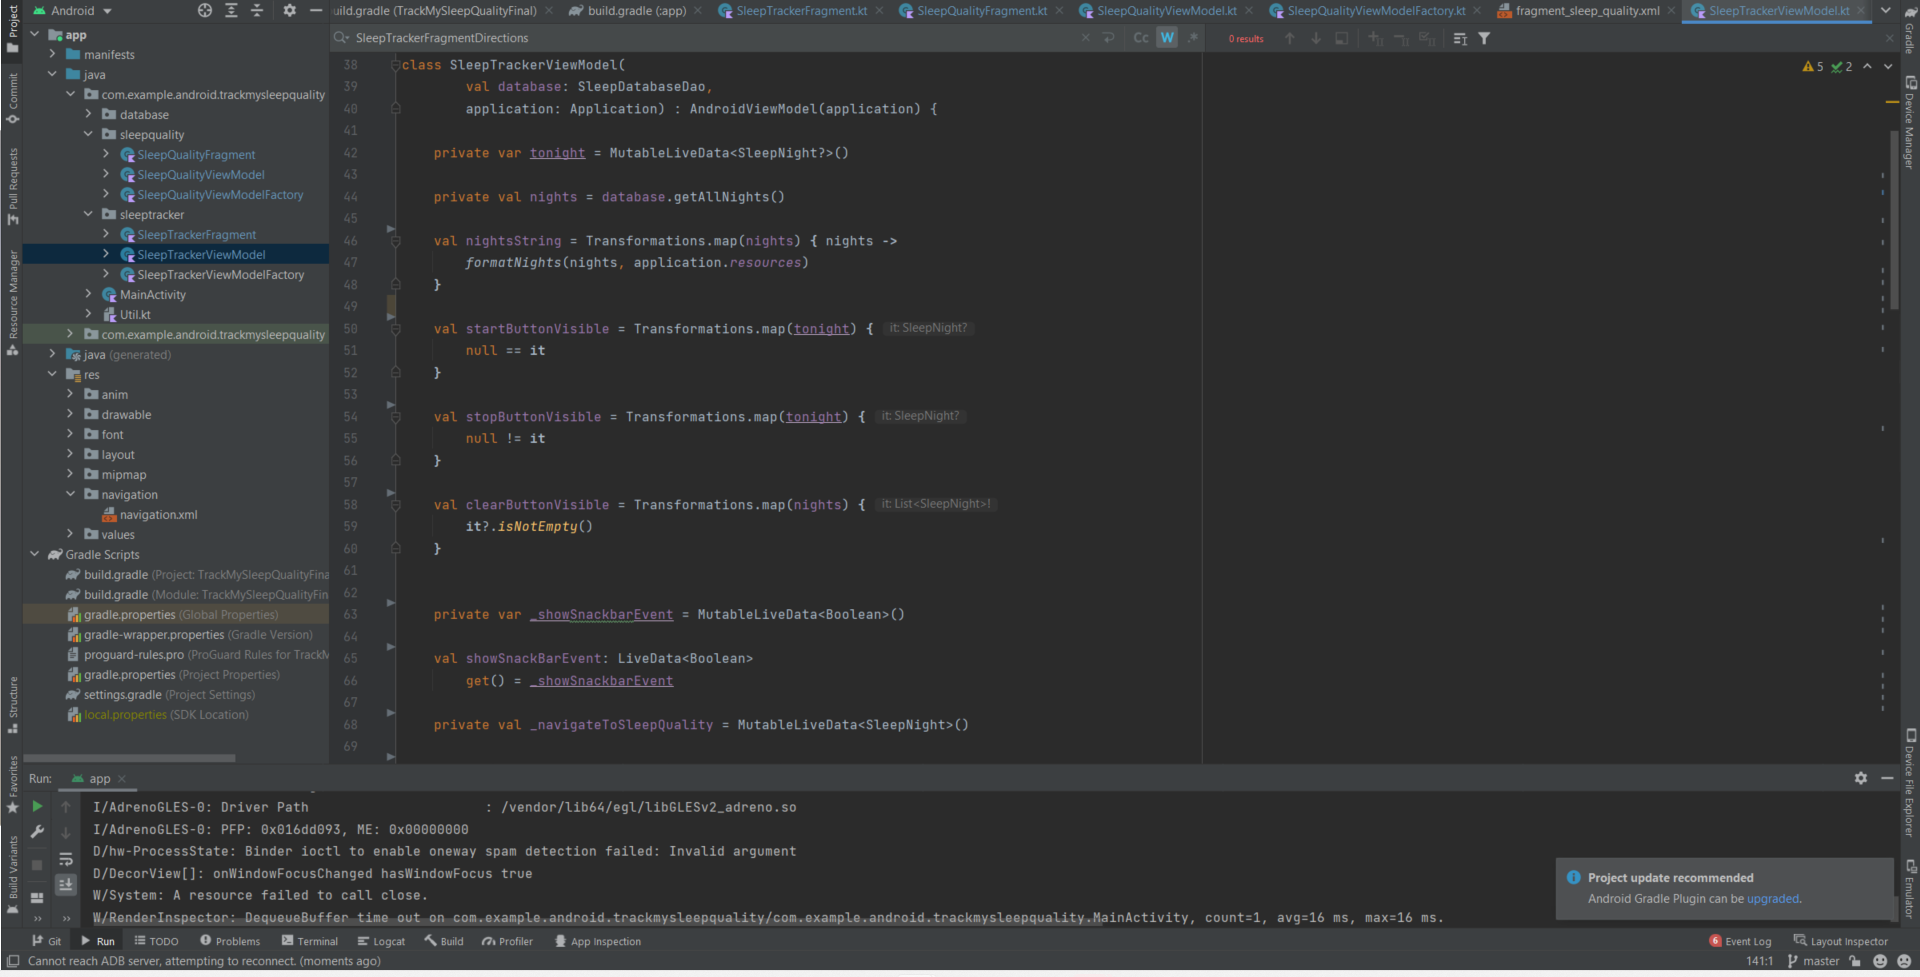 Android
build.gradle (TrackMySleepQualityFinal)
build.gradle (:app)
SleepTrackerFragment.kt
SleepQualityFragment.kt
SleepQualityViewModel.kt
SleepQualityViewModelFactory.kt
fragment_sleep_quality.xml
SleepTrackerViewModel.kt
SleepTrackerFragmentDirections
Cc W .* 0 results
5 2
Project
Commit
Pull Requests
Resource Manager
Structure
Favorites
Build Variants
app
manifests
java
com.example.android.trackmysleepquality
database
sleepquality
SleepQualityFragment
SleepQualityViewModel
SleepQualityViewModelFactory
sleeptracker
SleepTrackerFragment
SleepTrackerViewModel
SleepTrackerViewModelFactory
MainActivity
Util.kt
com.example.android.trackmysleepquality
java (generated)
res
anim
drawable
font
layout
mipmap
navigation
navigation.xml
values
Gradle Scripts
build.gradle (Project: TrackMySleepQualityFina
build.gradle (Module: TrackMySleepQualityFin
gradle.properties (Global Properties)
gradle-wrapper.properties (Gradle Version)
proguard-rules.pro (ProGuard Rules for TrackM
gradle.properties (Project Properties)
settings.gradle (Project Settings)
local.properties (SDK Location)
38 class SleepTrackerViewModel(
39 val database: SleepDatabaseDao,
40 application: Application) : AndroidViewModel(application) {
41
42 private var tonight = MutableLiveData<SleepNight?>()
43
44 private val nights = database.getAllNights()
45
46 val nightsString = Transformations.map(nights) { nights ->
47 formatNights(nights, application.resources)
48 }
49
50 val startButtonVisible = Transformations.map(tonight) { it: SleepNight?
51 null == it
52 }
53
54 val stopButtonVisible = Transformations.map(tonight) { it: SleepNight?
55 null != it
56 }
57
58 val clearButtonVisible = Transformations.map(nights) { it: List<SleepNight>!
59 it?.isNotEmpty()
60 }
61
62
63 private var _showSnackbarEvent = MutableLiveData<Boolean>()
64
65 val showSnackBarEvent: LiveData<Boolean>
66 get() = _showSnackbarEvent
67
68 private val _navigateToSleepQuality = MutableLiveData<SleepNight>()
69
Gradle
Device Manager
Device File Explorer
Emulator
Run: app
I/AdrenoGLES-0: Driver Path : /vendor/lib64/egl/libGLESv2_adreno.so
I/AdrenoGLES-0: PFP: 0x016dd093, ME: 0x00000000
D/hw-ProcessState: Binder ioctl to enable oneway spam detection failed: Invalid argument
D/DecorView[]: onWindowFocusChanged hasWindowFocus true
W/System: A resource failed to call close.
W/RenderInspector: DequeueBuffer time out on com.example.android.trackmysleepquality/com.example.android.trackmysleepquality.MainActivity, count=1, avg=16 ms, max=16 ms.
Project update recommended
Android Gradle Plugin can be upgraded.
Git Run TODO Problems Terminal Logcat Build Profiler App Inspection
6 Event Log Layout Inspector
Cannot reach ADB server, attempting to reconnect. (moments ago)
141:1 master